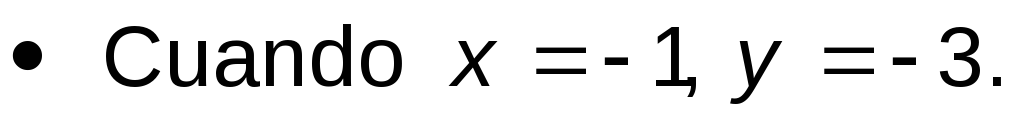 • Cuando x = - 1, y = - 3.